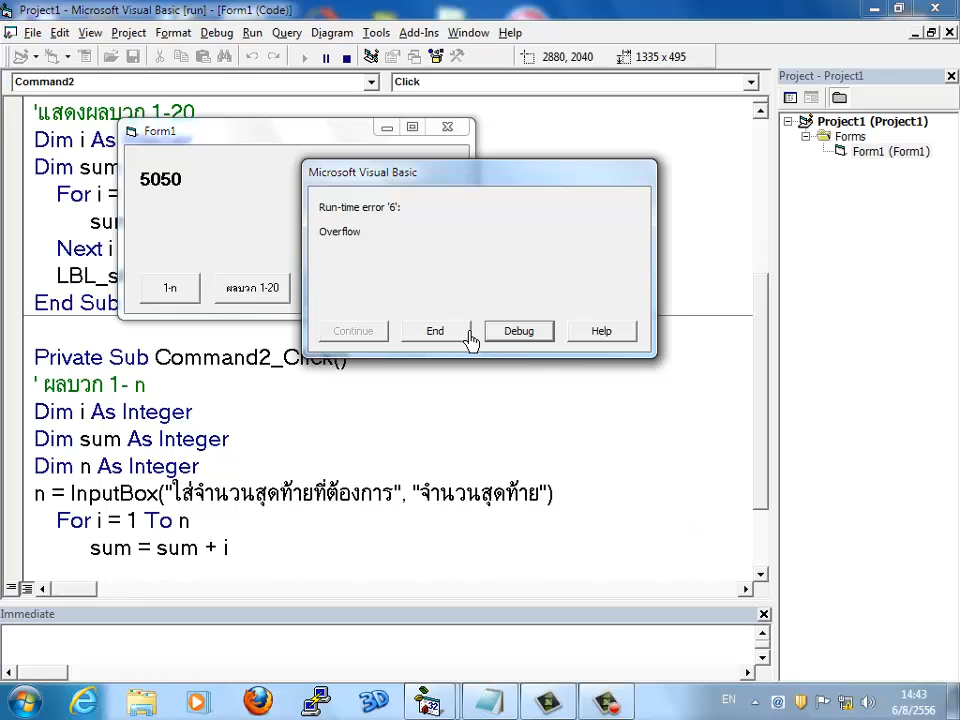 Project1 - Microsoft Visual Basic [run] - [Form1 (Code)]
File Edit View Project Format Debug Run Query Diagram Tools Add-Ins Window Help
2880, 2040 1335 x 495
Command2 Click
Project - Project1
'แสดงผลบวก 1-20
Dim i As
Dim sum
For i =
Next i
End Sub
Form1
5050
1-n ผลบวก 1-20
Microsoft Visual Basic
Run-time error '6':
Overflow
Continue End Debug Help
Private Sub Command2_Click()
' ผลบวก 1- n
Dim i As Integer
Dim sum As Integer
Dim n As Integer
n = InputBox("ใส่จำนวนสุดท้ายที่ต้องการ", "จำนวนสุดท้าย")
For i = 1 To n
sum = sum + i
Project1 (Project1)
Forms
Form1 (Form1)
Immediate
32
3D
EN
14:43
6/8/2556